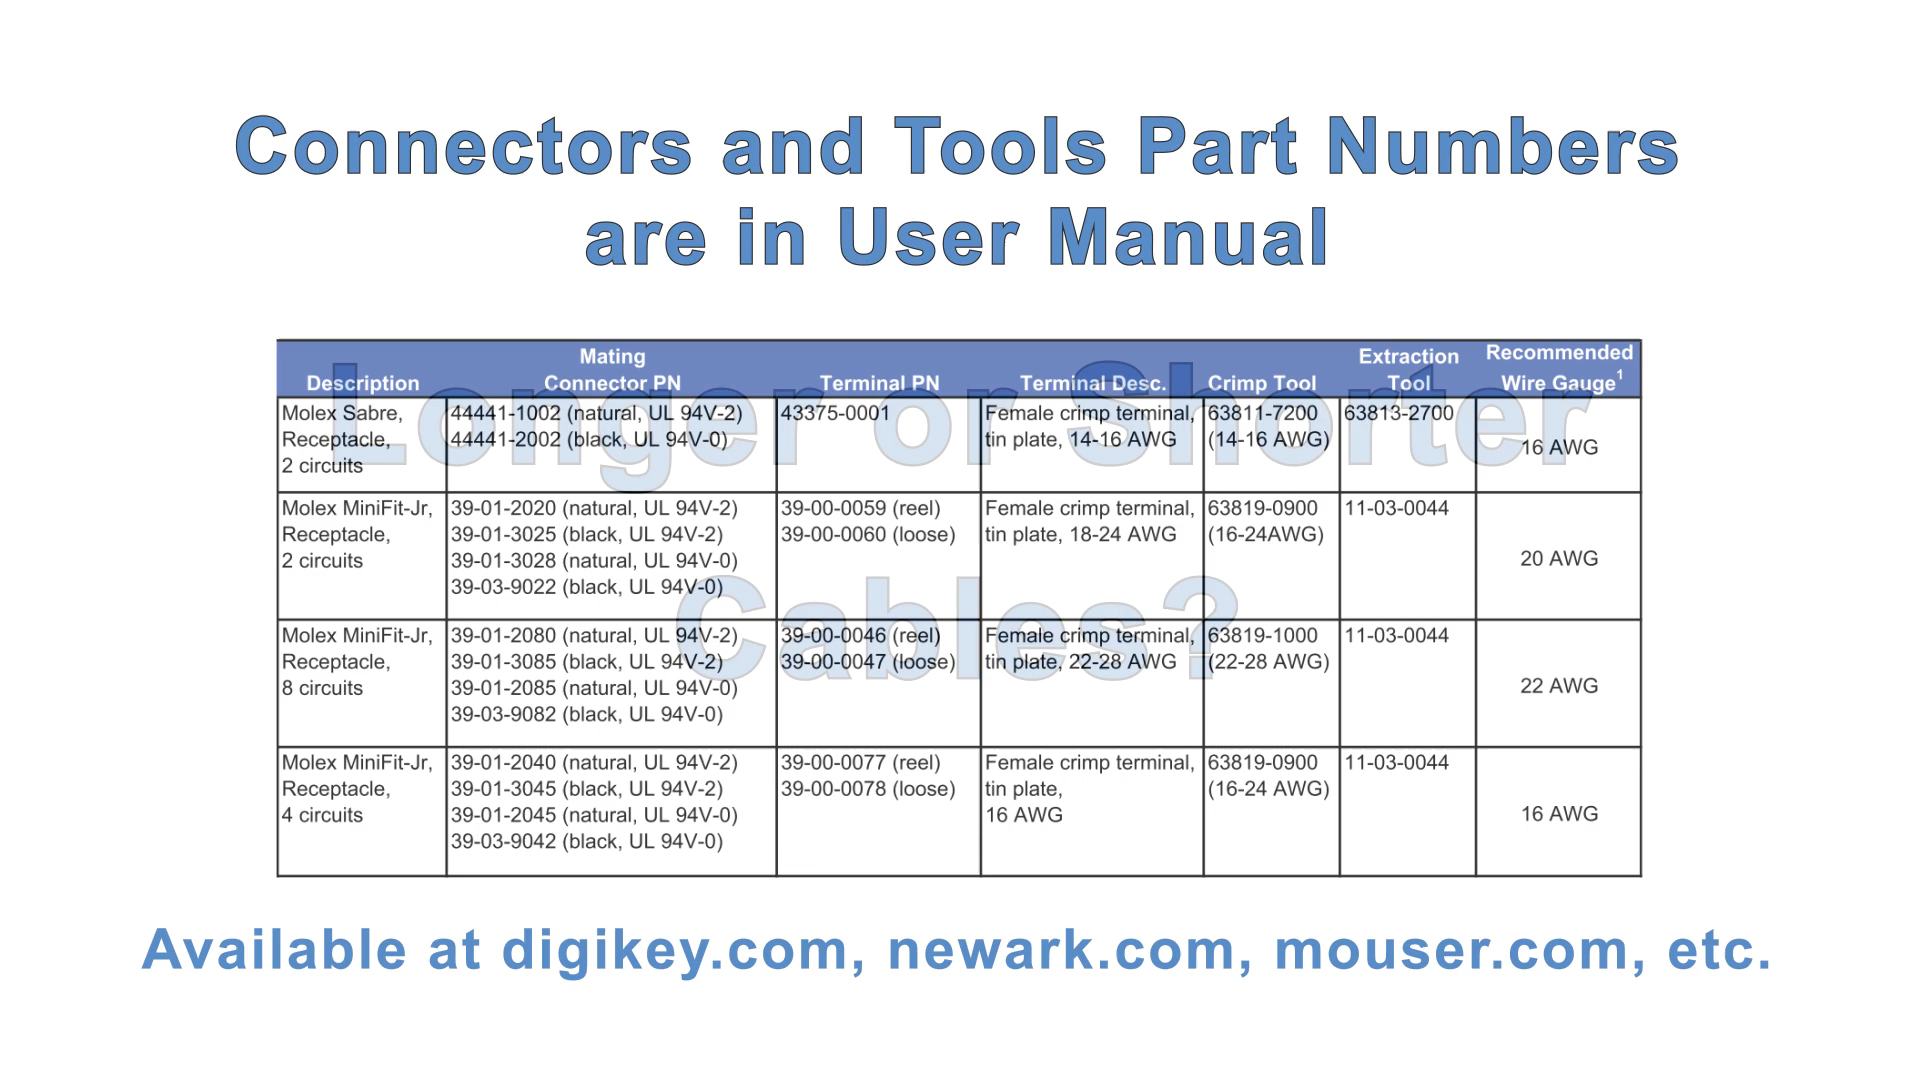 Connectors and Tools Part Numbers
are in User Manual
Longer or Shorter
Cables?
Description Mating Connector PN Terminal PN Terminal Desc. Crimp Tool Extraction Tool Recommended Wire Gauge1
Molex Sabre, 44441-1002 (natural, UL 94V-2) 43375-0001 Female crimp terminal, 63811-7200 63813-2700
Receptacle, 44441-2002 (black, UL 94V-0) tin plate, 14-16 AWG (14-16 AWG) 16 AWG
2 circuits
Molex MiniFit-Jr, 39-01-2020 (natural, UL 94V-2) 39-00-0059 (reel) Female crimp terminal, 63819-0900 11-03-0044
Receptacle, 39-01-3025 (black, UL 94V-2) 39-00-0060 (loose) tin plate, 18-24 AWG (16-24AWG)
2 circuits 39-01-3028 (natural, UL 94V-0) 20 AWG
39-03-9022 (black, UL 94V-0)
Molex MiniFit-Jr, 39-01-2080 (natural, UL 94V-2) 39-00-0046 (reel) Female crimp terminal, 63819-1000 11-03-0044
Receptacle, 39-01-3085 (black, UL 94V-2) 39-00-0047 (loose) tin plate, 22-28 AWG (22-28 AWG)
8 circuits 39-01-2085 (natural, UL 94V-0) 22 AWG
39-03-9082 (black, UL 94V-0)
Molex MiniFit-Jr, 39-01-2040 (natural, UL 94V-2) 39-00-0077 (reel) Female crimp terminal, 63819-0900 11-03-0044
Receptacle, 39-01-3045 (black, UL 94V-2) 39-00-0078 (loose) tin plate, (16-24 AWG)
4 circuits 39-01-2045 (natural, UL 94V-0) 16 AWG 16 AWG
39-03-9042 (black, UL 94V-0)
Available at digikey.com, newark.com, mouser.com, etc.